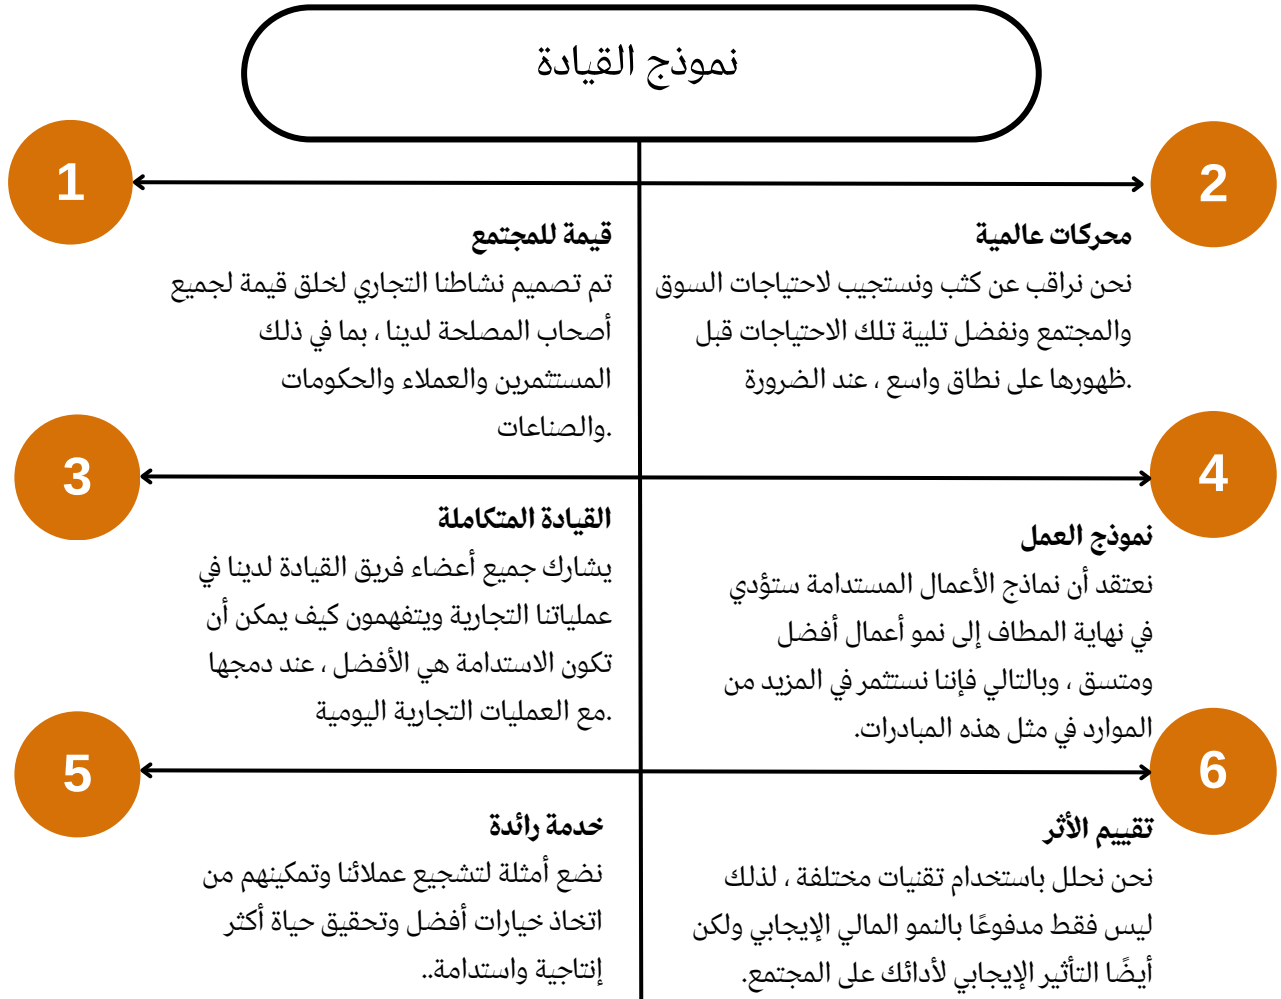 نموذج القيادة
1
قيمة للمجتمع
تم تصميم نشاطنا التجاري لخلق قيمة لجميع
أصحاب المصلحة لدينا ، بما في ذلك
المستثمرين والعملاء والحكومات
والصناعات.
2
محركات عالمية
نحن نراقب عن كثب ونستجيب لاحتياجات السوق
والمجتمع ونفضل تلبية تلك الاحتياجات قبل
ظهورها على نطاق واسع ، عند الضرورة.
3
القيادة المتكاملة
يشارك جميع أعضاء فريق القيادة لدينا في
عملياتنا التجارية ويتفهمون كيف يمكن أن
تكون الاستدامة هي الأفضل ، عند دمجها
مع العمليات التجارية اليومية.
4
نموذج العمل
نعتقد أن نماذج الأعمال المستدامة ستؤدي
في نهاية المطاف إلى نمو أعمال أفضل
ومتسق ، وبالتالي فإننا نستثمر في المزيد من
الموارد في مثل هذه المبادرات.
5
خدمة رائدة
نضع أمثلة لتشجيع عملائنا وتمكينهم من
اتخاذ خيارات أفضل وتحقيق حياة أكثر
إنتاجية واستدامة..
6
تقييم الأثر
نحن نحلل باستخدام تقنيات مختلفة ، لذلك
ليس فقط مدفوعًا بالنمو المالي الإيجابي ولكن
أيضًا التأثير الإيجابي لأدائك على المجتمع.